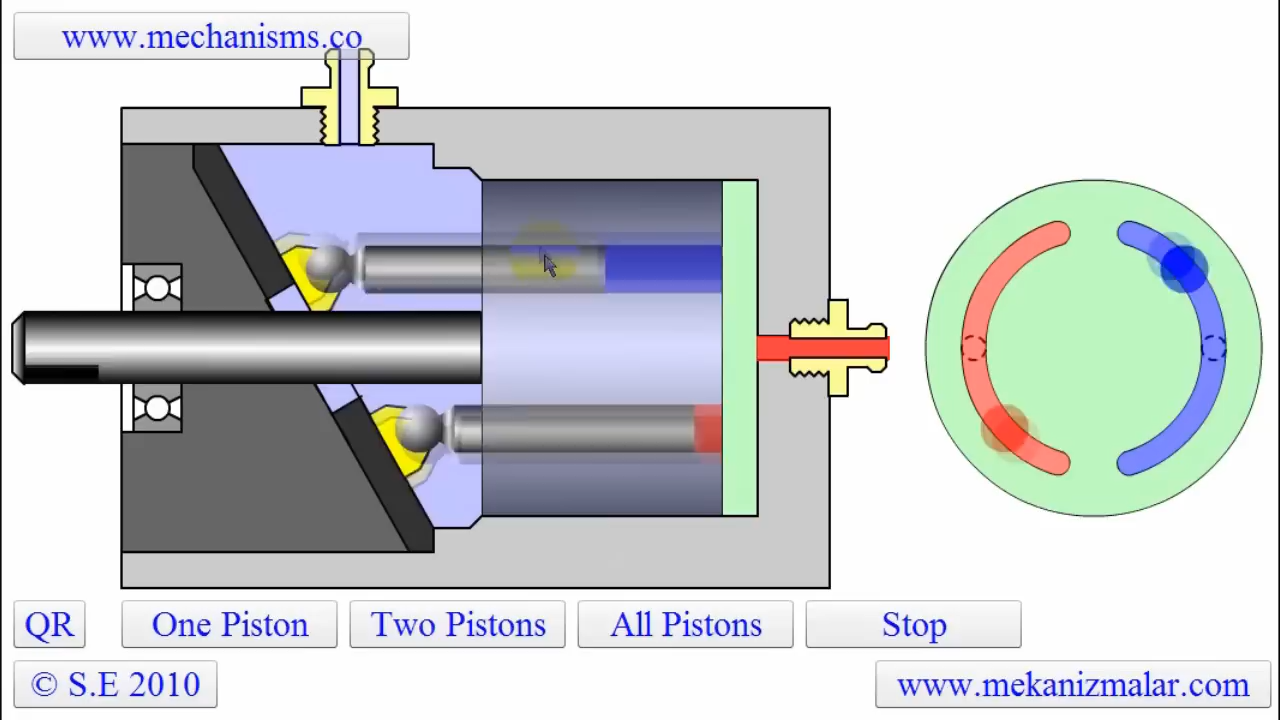 www.mechanisms.co
QR
One Piston
Two Pistons
All Pistons
Stop
© S.E 2010
www.mekanizmalar.com